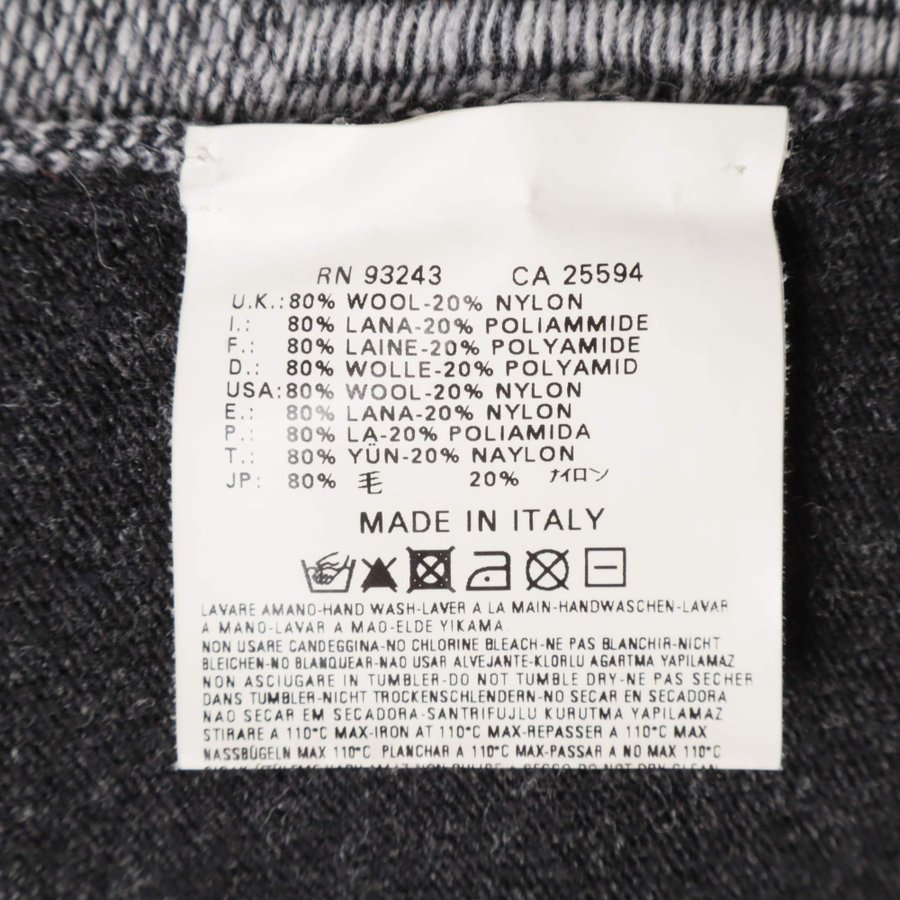 RN 93243 CA 25594
U.K.: 80% WOOL-20% NYLON
I.: 80% LANA-20% POLIAMMIDE
F.: 80% LAINE-20% POLYAMIDE
D.: 80% WOLLE-20% POLYAMID
USA: 80% WOOL-20% NYLON
E.: 80% LANA-20% NYLON
P.: 80% LA-20% POLIAMIDA
T.: 80% YÜN-20% NAYLON
JP: 80% 毛 20% ナイロン
MADE IN ITALY
LAVARE AMANO-HAND WASH-LAVER A LA MAIN-HANDWASCHEN-LAVAR
A MANO-LAVAR A MAO-ELDE YIKAMA.
NON USARE CANDEGGINA-NO CHLORINE BLEACH-NE PAS BLANCHIR-NICHT
BLEICHEN-NO BLANQUEAR-NAO USAR ALVEJANTE-KLORLU AGARTMA YAPILAMAZ
NON ASCIUGARE IN TUMBLER-DO NOT TUMBLE DRY-NE PAS SECHER
DANS TUMBLER-NICHT TROCKENSCHLENDERN-NO SECAR EN SECADORA
NAO SECAR EM SECADORA-SANTRIFUJLU KURUTMA YAPILAMAZ
STIRARE A 110°C MAX-IRON AT 110°C MAX-REPASSER A 110°C MAX
NASSBÜGELN MAX 110°C. PLANCHAR A 110°C MAX-PASSAR A NO MAX 110°C